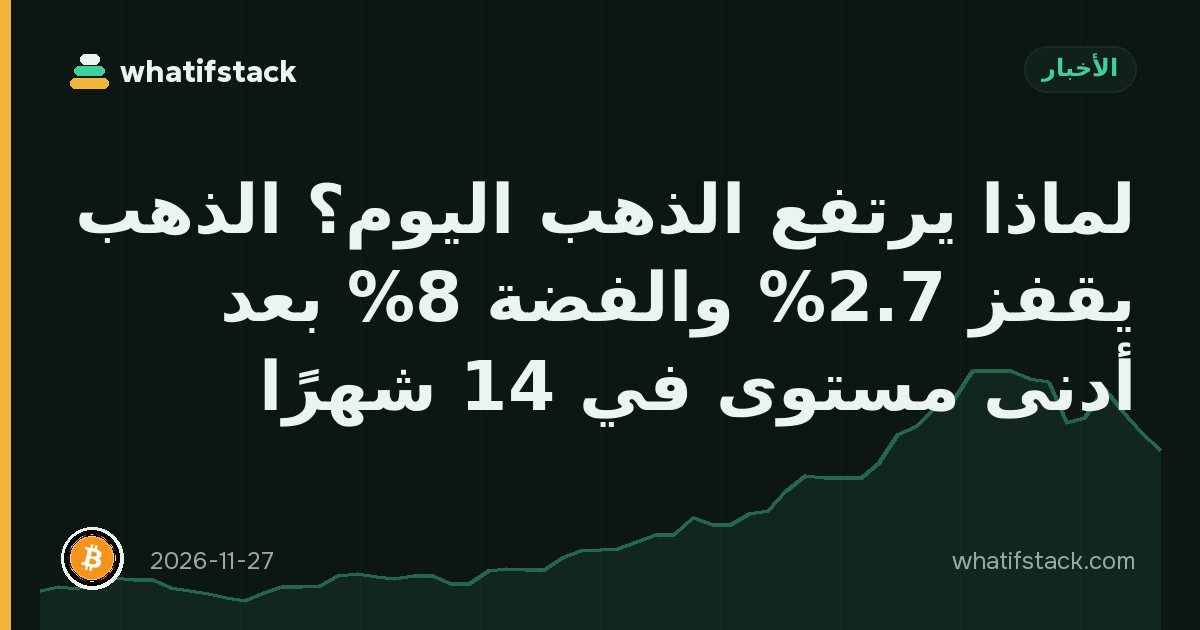 whatifstack
الأخبار
لماذا يرتفع الذهب اليوم؟ الذهب
يقفز 2.7% والفضة 8% بعد
أدنى مستوى في 14 شهرًا
2026-11-27
whatifstack.com